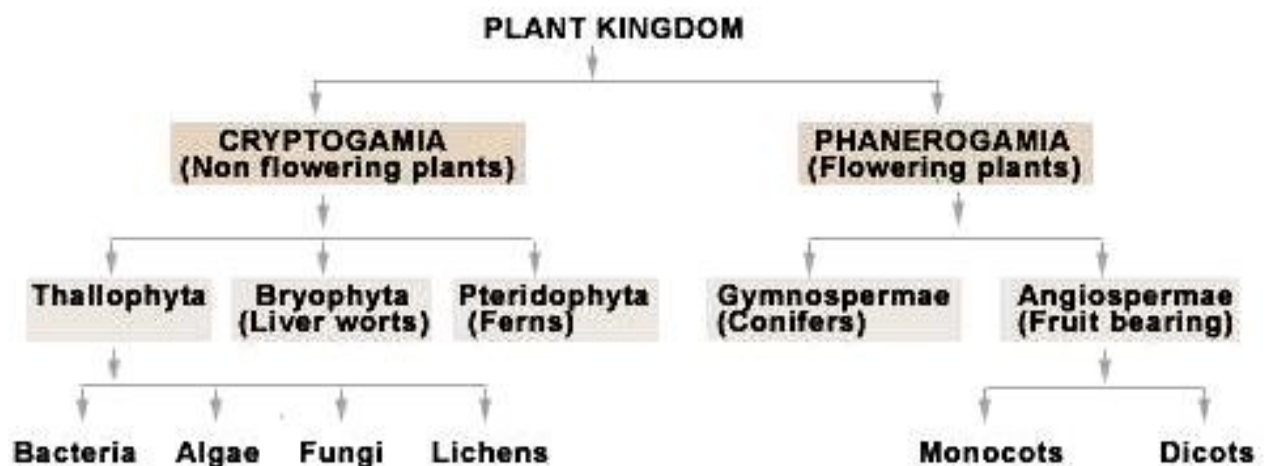 PLANT KINGDOM
CRYPTOGAMIA
(Non flowering plants)
PHANEROGAMIA
(Flowering plants)
Thallophyta
Bryophyta
(Liver worts)
Pteridophyta
(Ferns)
Gymnospermae
(Conifers)
Angiospermae
(Fruit bearing)
Bacteria
Algae
Fungi
Lichens
Monocots
Dicots